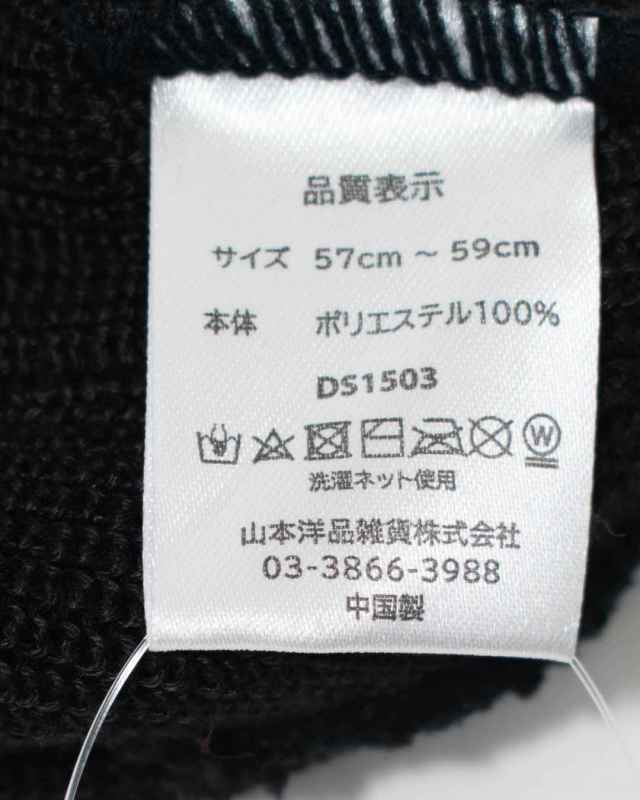 品質表示
サイズ 57cm ～ 59cm
本体 ポリエステル100%
DS1503
W
洗濯ネット使用
山本洋品雑貨株式会社
03-3866-3988
中国製